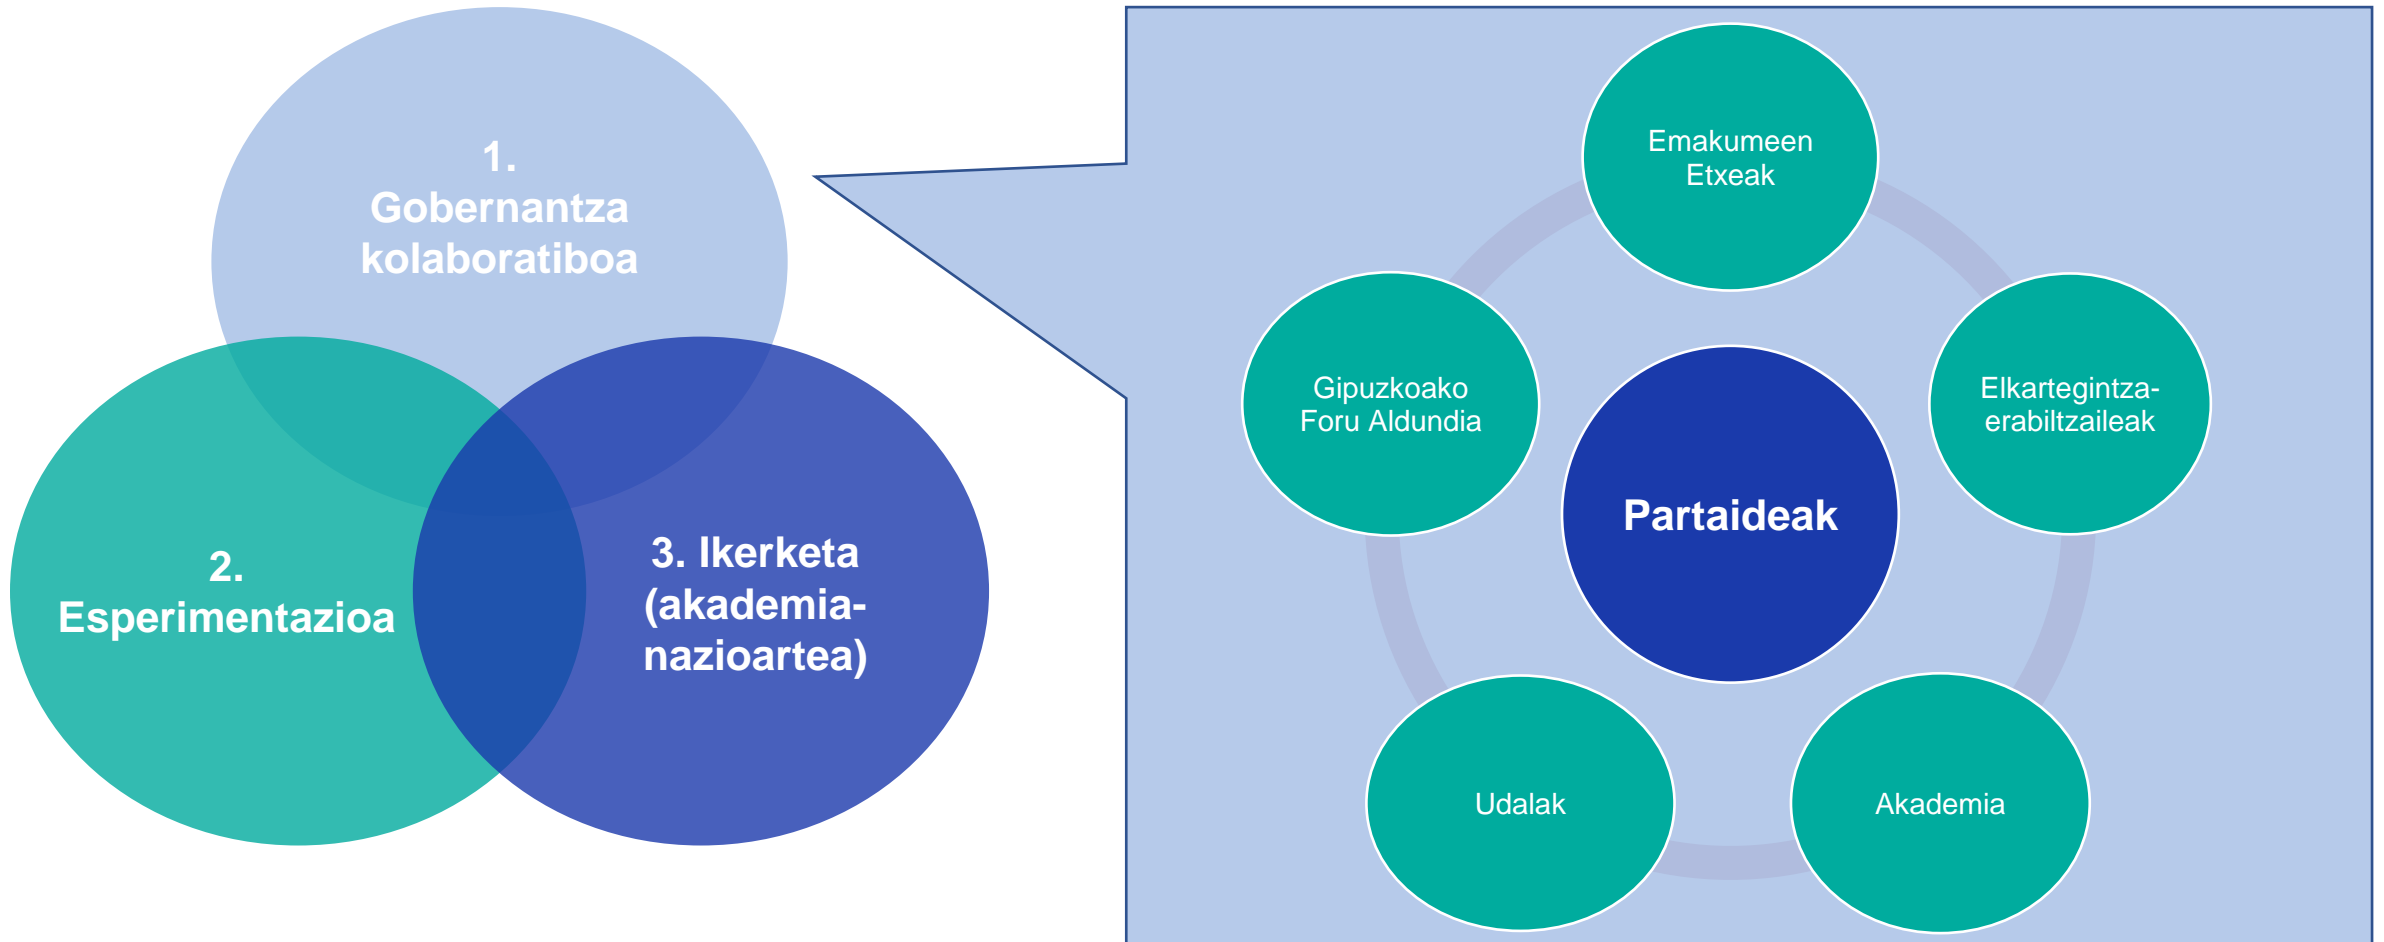 1.
Gobernantza
kolaboratiboa
2.
Esperimentazioa
3. Ikerketa
(akademia-
nazioartea)
Emakumeen
Etxeak
Elkartegintza-
erabiltzaileak
Akademia
Udalak
Gipuzkoako
Foru Aldundia
Partaideak